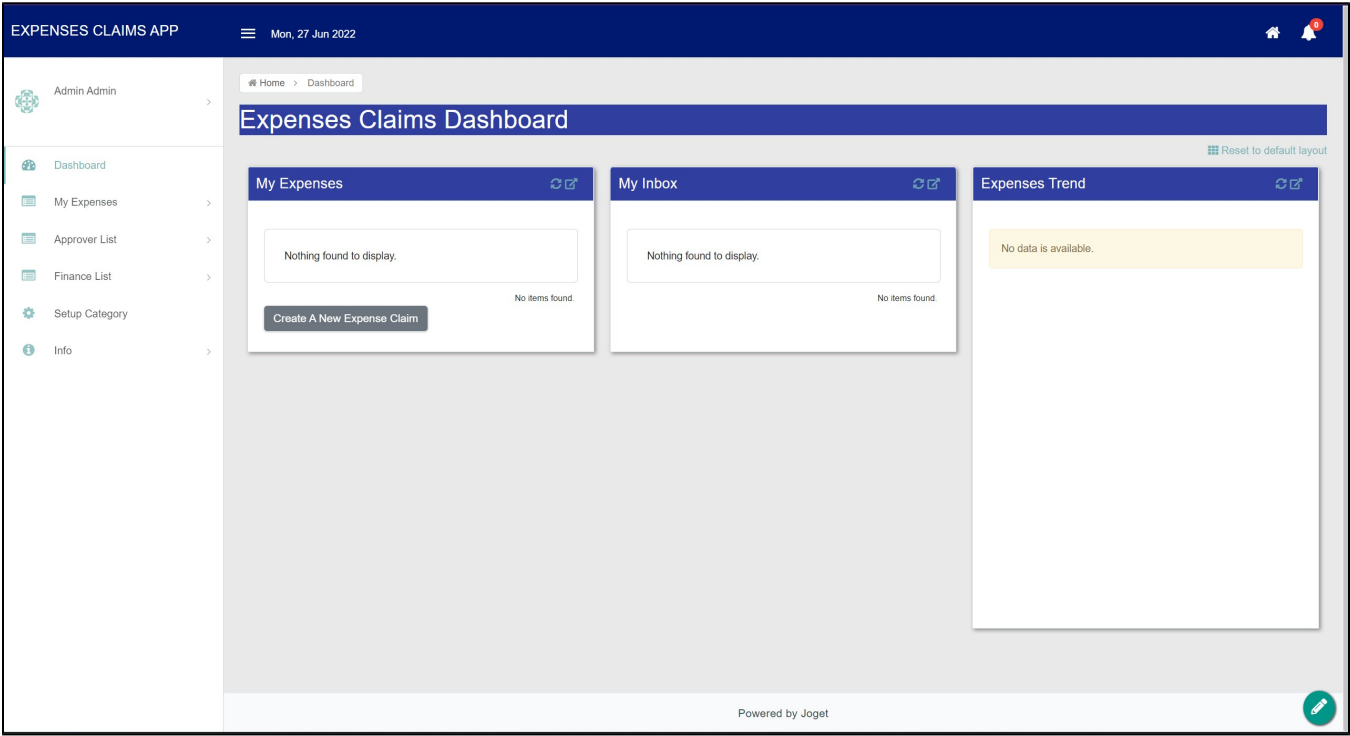 EXPENSES CLAIMS APP
Mon, 27 Jun 2022
0
Admin Admin
Dashboard
My Expenses
Approver List
Finance List
Setup Category
Info
Home > Dashboard
Expenses Claims Dashboard
Reset to default layout
My Expenses
Nothing found to display.
No items found.
Create A New Expense Claim
My Inbox
Nothing found to display.
No items found.
Expenses Trend
No data is available.
Powered by Joget